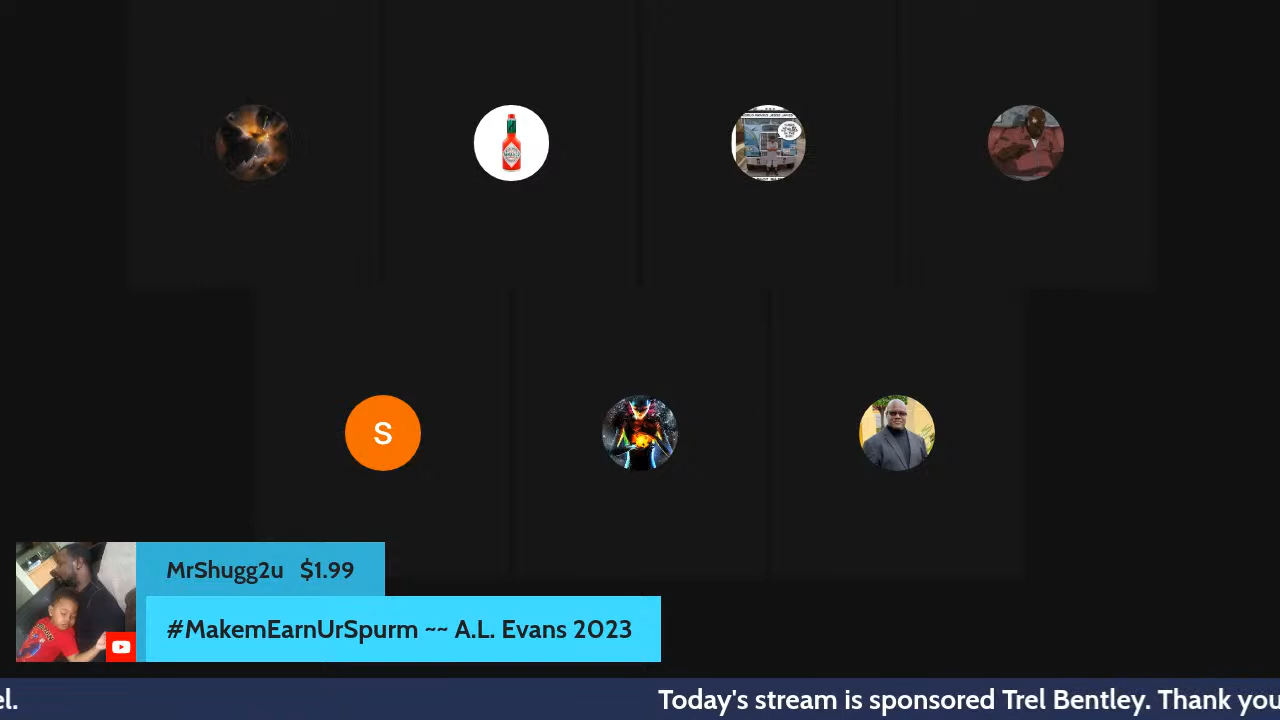 S
MrShugg2u $1.99
#MakemEarnUrSpurm ~~ A.L. Evans 2023
el. Today's stream is sponsored Trel Bentley. Thank you